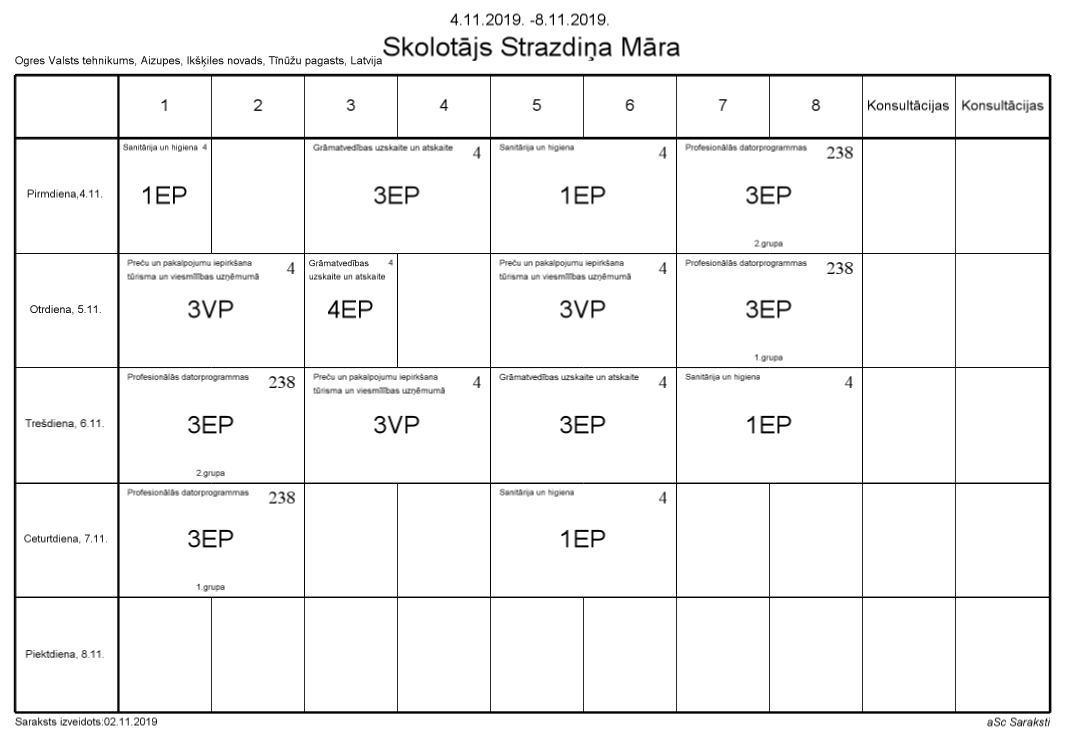 4.11.2019. -8.11.2019.
Skolotājs Strazdiņa Māra
Ogres Valsts tehnikums, Aizupes, Ikšķiles novads, Tīnūžu pagasts, Latvija
1 2 3 4 5 6 7 8 Konsultācijas Konsultācijas
Pirmdiena,4.11.
Sanitārija un higiena 4
1EP
Grāmatvedības uzskaite un atskaite 4
3EP
Sanitārija un higiena 4
1EP
Profesionālās datorprogrammas 238
3EP
2.grupa
Otrdiena, 5.11.
Preču un pakalpojumu iepirkšana
tūrisma un viesmīlības uzņēmumā 4
3VP
Grāmatvedības 4
uzskaite un atskaite
4EP
Preču un pakalpojumu iepirkšana
tūrisma un viesmīlības uzņēmumā 4
3VP
Profesionālās datorprogrammas 238
3EP
1.grupa
Trešdiena, 6.11.
Profesionālās datorprogrammas 238
3EP
2.grupa
Preču un pakalpojumu iepirkšana
tūrisma un viesmīlības uzņēmumā 4
3VP
Grāmatvedības uzskaite un atskaite 4
3EP
Sanitārija un higiena 4
1EP
Ceturtdiena, 7.11.
Profesionālās datorprogrammas 238
3EP
1.grupa
Sanitārija un higiena 4
1EP
Piektdiena, 8.11.
Saraksts izveidots:02.11.2019
aSc Saraksti